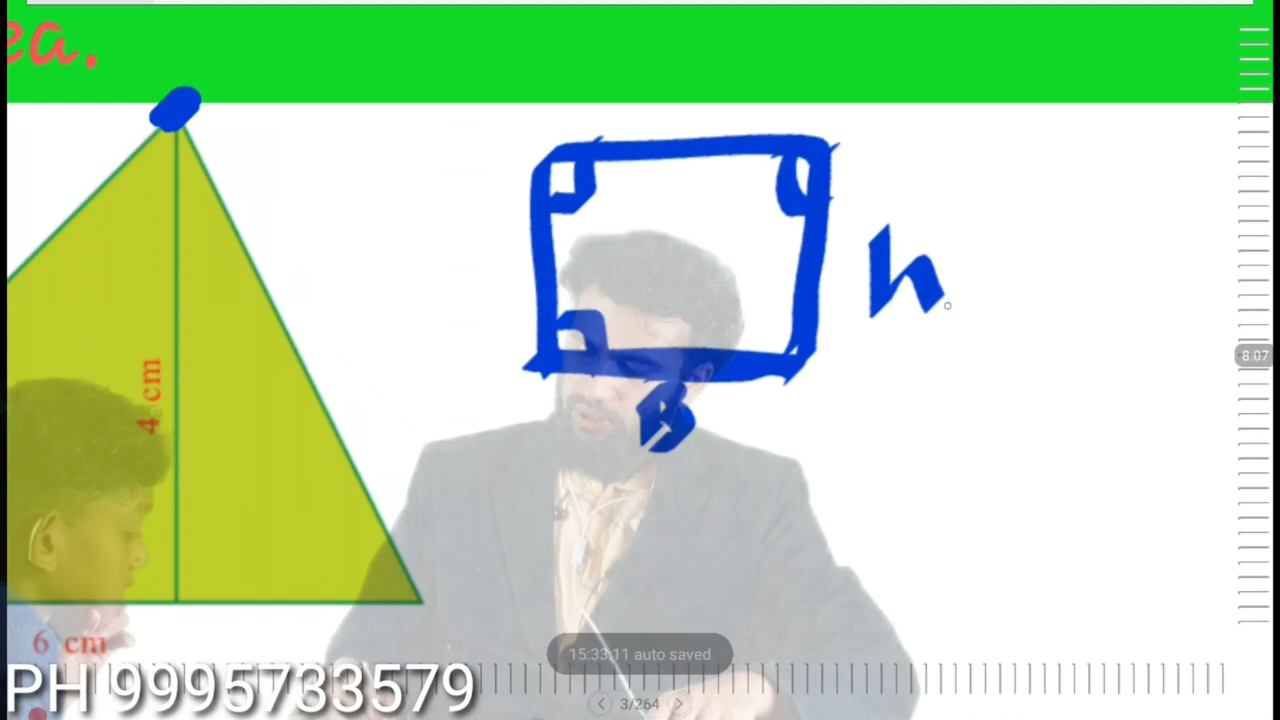 ea.
h
4 cm
8:07
B
6 cm
15:33:11 auto saved
PH 9995733579
3/264